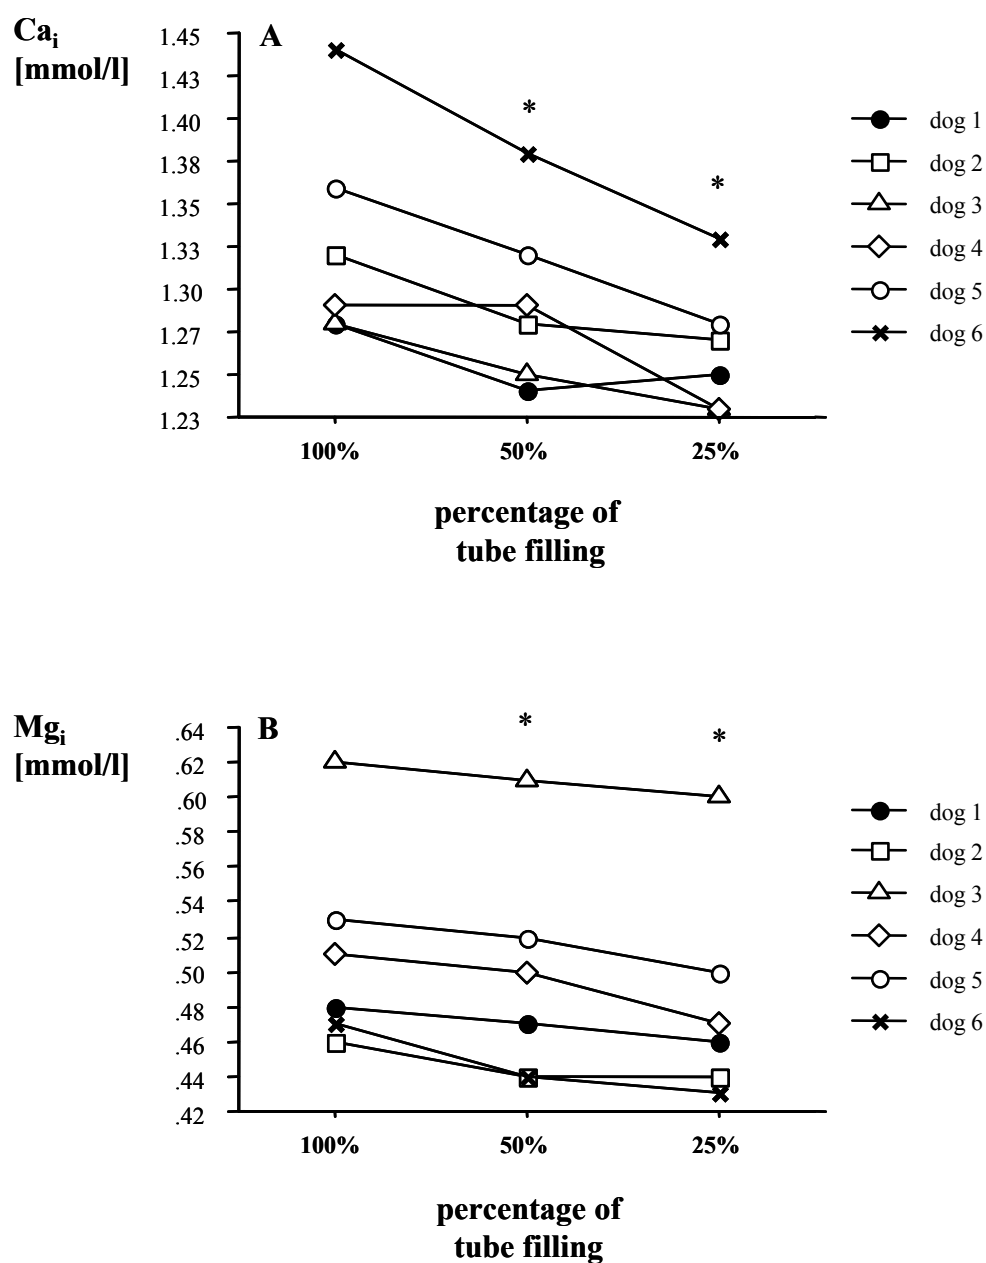 Ca i
[mmol/l]
A
1.45
1.43
1.40
1.38
1.35
1.33
1.30
1.27
1.25
1.23
*
*
100%
50%
25%
percentage of
tube filling
dog 1
dog 2
dog 3
dog 4
dog 5
dog 6
Mg i
[mmol/l]
B
.64
.62
.60
.58
.56
.54
.52
.50
.48
.46
.44
.42
*
*
100%
50%
25%
percentage of
tube filling
dog 1
dog 2
dog 3
dog 4
dog 5
dog 6